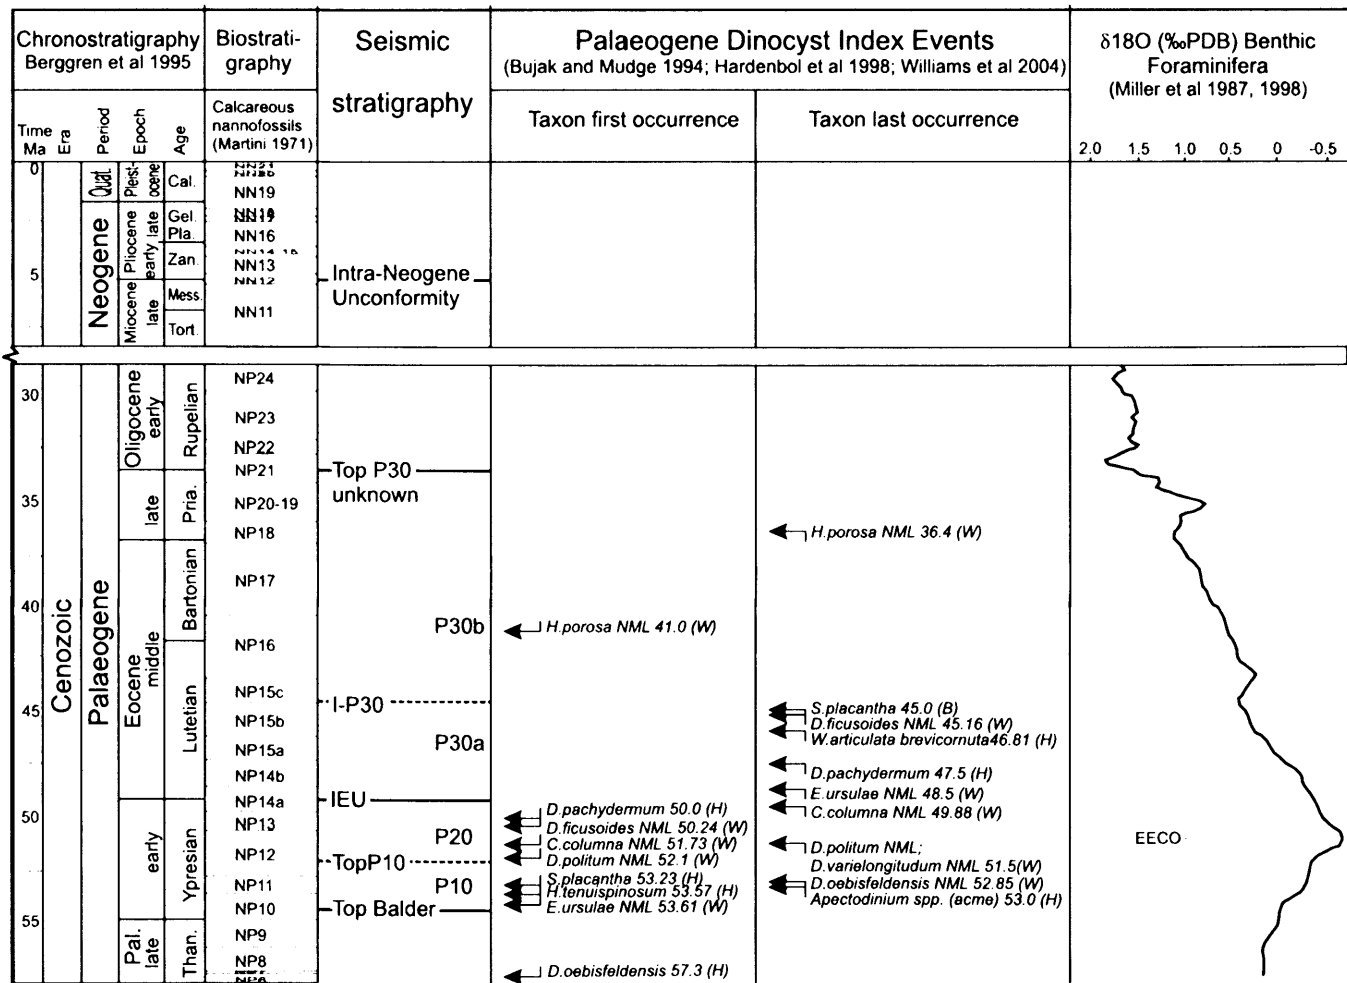 Chronostratigraphy
Berggren et al 1995
Biostrati-
graphy
Seismic
stratigraphy
Palaeogene Dinocyst Index Events
(Bujak and Mudge 1994; Hardenbol et al 1998; Williams et al 2004)
δ18O (‰PDB) Benthic
Foraminifera
(Miller et al 1987, 1998)
Time
Ma
Era
Period
Epoch
Age
Calcareous
nannofossils
(Martini 1971)
Taxon first occurrence
Taxon last occurrence
2.0 1.5 1.0 0.5 0 -0.5
0
5
Quat.
Neogene
Pleist-
ocene
Pliocene
early late
Miocene
late
Cal.
Gel.
Pla.
Zan.
Mess.
Tort.
NN19
NN16
NN13
NN12
NN11
Intra-Neogene
Unconformity
30
35
40
45
50
55
Cenozoic
Palaeogene
Oligocene
early
Eocene
late
middle
early
Pal.
late
Rupelian
Pria.
Bartonian
Lutetian
Ypresian
Than.
NP24
NP23
NP22
NP21
NP20-19
NP18
NP17
NP16
NP15c
NP15b
NP15a
NP14b
NP14a
NP13
NP12
NP11
NP10
NP9
NP8
Top P30
unknown
P30b
I-P30
P30a
IEU
P20
TopP10
P10
Top Balder
H.porosa NML 41.0 (W)
D.pachydermum 50.0 (H)
D.ficusoides NML 50.24 (W)
C.columna NML 51.73 (W)
D.politum NML 52.1 (W)
S.placantha 53.23 (H)
H.tenuispinosum 53.57 (H)
E.ursulae NML 53.61 (W)
D.oebisfeldensis 57.3 (H)
H.porosa NML 36.4 (W)
S.placantha 45.0 (B)
D.ficusoides NML 45.16 (W)
W.articulata brevicornuta46.81 (H)
D.pachydermum 47.5 (H)
E.ursulae NML 48.5 (W)
C.columna NML 49.88 (W)
D.politum NML;
D.varielongitudum NML 51.5(W)
D.oebisfeldensis NML 52.85 (W)
Apectodinium spp. (acme) 53.0 (H)
EECO